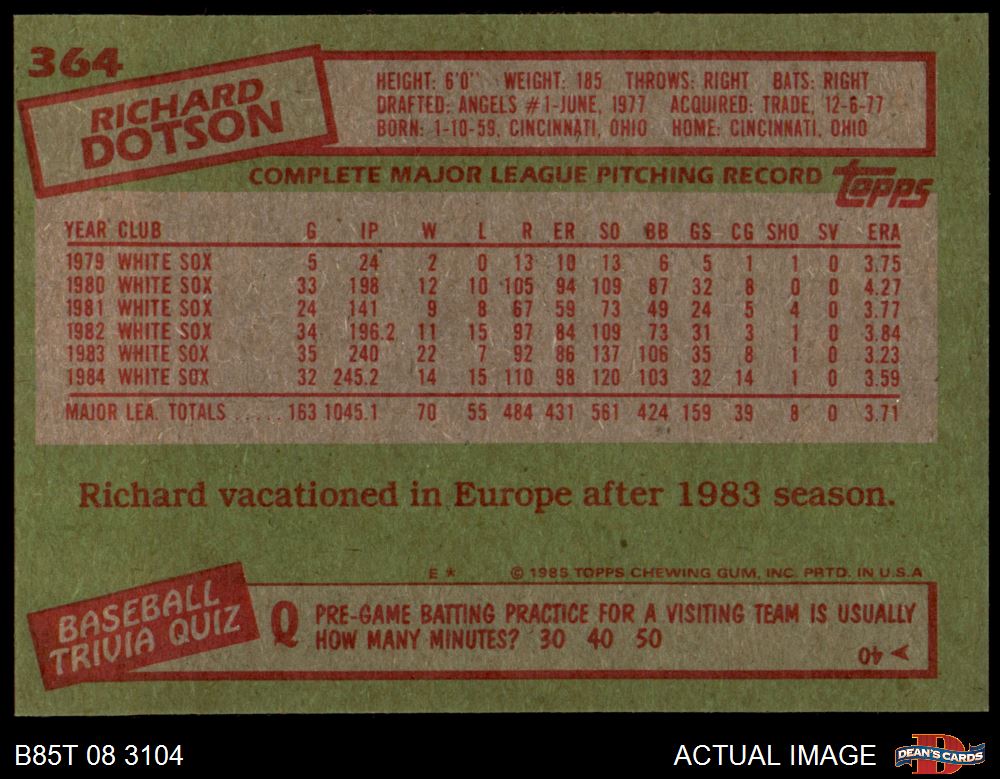 364
RICHARD
DOTSON
HEIGHT: 6'0" WEIGHT: 185 THROWS: RIGHT BATS: RIGHT
DRAFTED: ANGELS #1-JUNE, 1977 ACQUIRED: TRADE, 12-6-77
BORN: 1-10-59, CINCINNATI, OHIO HOME: CINCINNATI, OHIO
COMPLETE MAJOR LEAGUE PITCHING RECORD topps
YEAR CLUB G IP W L R ER SO BB GS CG SHO SV ERA
1979 WHITE SOX 5 24 2 0 13 10 13 6 5 1 1 0 3.75
1980 WHITE SOX 33 198 12 10 105 94 109 87 32 8 0 0 4.27
1981 WHITE SOX 24 141 9 8 67 59 73 49 24 5 4 0 3.77
1982 WHITE SOX 34 196.2 11 15 97 84 109 73 31 3 1 0 3.84
1983 WHITE SOX 35 240 22 7 92 86 137 106 35 8 1 0 3.23
1984 WHITE SOX 32 245.2 14 15 110 98 120 103 32 14 1 0 3.59
MAJOR LEA. TOTALS ..... 163 1045.1 70 55 484 431 561 424 159 39 8 0 3.71
Richard vacationed in Europe after 1983 season.
E * © 1985 TOPPS CHEWING GUM, INC. PRTD. IN U.S.A
BASEBALL
TRIVIA QUIZ
Q PRE-GAME BATTING PRACTICE FOR A VISITING TEAM IS USUALLY
HOW MANY MINUTES? 30 40 50
40
B85T 08 3104
ACTUAL IMAGE
D
DEAN'S CARDS